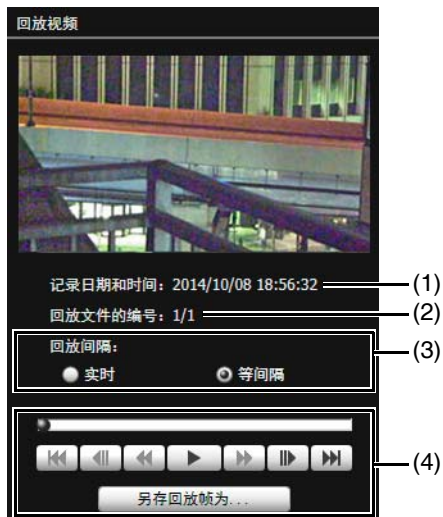 回放视频
记录日期和时间：2014/10/08 18:56:32
(1)
回放文件的编号：1/1
(2)
回放间隔：
(3)
实时 等间隔
(4)
另存回放帧为...